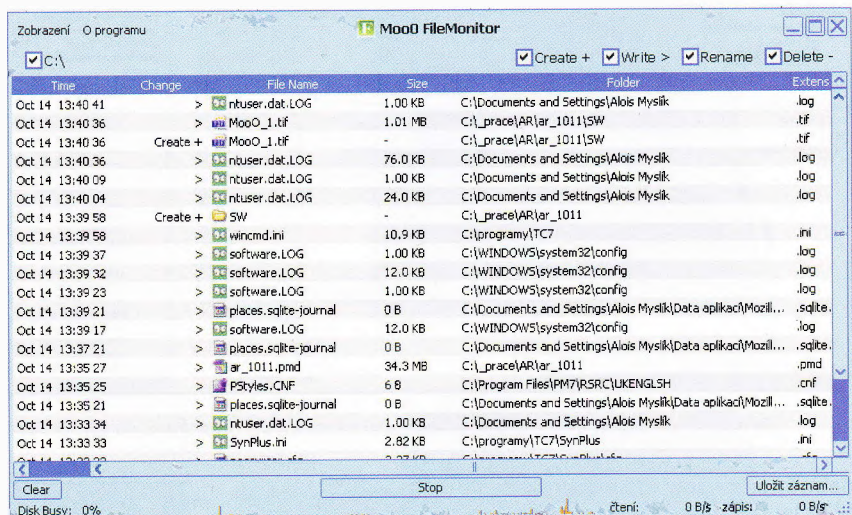 Zobrazení O programu Moo0 FileMonitor
C:\ Create + Write > Rename Delete -
Time Change File Name Size Folder Extens
Oct 14 13:40 41 > ntuser.dat.LOG 1.00 KB C:\Documents and Settings\Alois Myslík .log
Oct 14 13:40 36 > MooO_1.tif 1.01 MB C:\_prace\AR\ar_1011\SW .tif
Oct 14 13:40 36 Create + MooO_1.tif - C:\_prace\AR\ar_1011\SW .tif
Oct 14 13:40 36 > ntuser.dat.LOG 76.0 KB C:\Documents and Settings\Alois Myslík .log
Oct 14 13:40 09 > ntuser.dat.LOG 1.00 KB C:\Documents and Settings\Alois Myslík .log
Oct 14 13:40 04 > ntuser.dat.LOG 24.0 KB C:\Documents and Settings\Alois Myslík .log
Oct 14 13:39 58 Create + SW - C:\_prace\AR\ar_1011
Oct 14 13:39 58 > wincmd.ini 10.9 KB C:\programy\TC7 .ini
Oct 14 13:39 37 > software.LOG 1.00 KB C:\WINDOWS\system32\config .log
Oct 14 13:39 32 > software.LOG 12.0 KB C:\WINDOWS\system32\config .log
Oct 14 13:39 23 > software.LOG 1.00 KB C:\WINDOWS\system32\config .log
Oct 14 13:39 21 > places.sqlite-journal 0 B C:\Documents and Settings\Alois Myslík\Data aplikací\Mozill... .sqlite.
Oct 14 13:39 17 > software.LOG 12.0 KB C:\WINDOWS\system32\config .log
Oct 14 13:37 21 > places.sqlite-journal 0 B C:\Documents and Settings\Alois Myslík\Data aplikací\Mozill... .sqlite.
Oct 14 13:35 27 > ar_1011.pmd 34.3 MB C:\_prace\AR\ar_1011 .pmd
Oct 14 13:35 25 > PStyles.CNF 6 B C:\Program Files\PM7\RSRC\UKENGLSH .cnf
Oct 14 13:35 21 > places.sqlite-journal 0 B C:\Documents and Settings\Alois Myslík\Data aplikací\Mozill... .sqlite.
Oct 14 13:33 34 > ntuser.dat.LOG 1.00 KB C:\Documents and Settings\Alois Myslík .log
Oct 14 13:33 33 > SynPlus.ini 2.82 KB C:\programy\TC7\SynPlus .ini
Clear Stop Uložit záznam...
Disk Busy: 0% čtení: 0 B/s zápis: 0 B/s